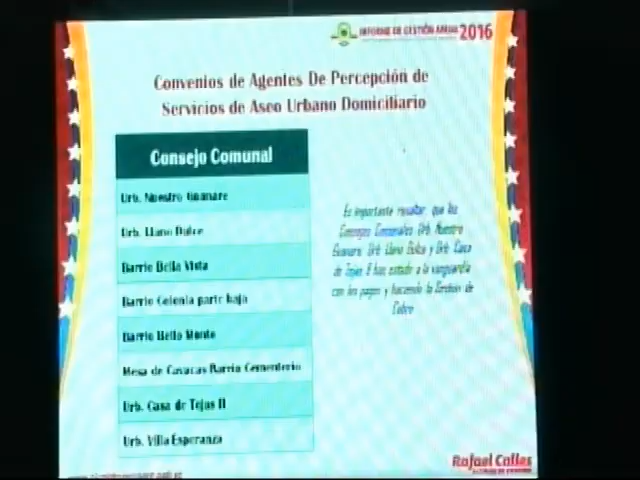 INFORME DE GESTIÓN ANUAL 2016
Convenios de Agentes De Percepción de
Servicios de Aseo Urbano Domiciliario
Consejo Comunal
Urb. Nuestro Guanare
Urb. Llano Dulce
Barrio Bella Vista
Barrio Colonia parte baja
Barrio Bello Monte
Mesa de Cavacas Barrio Cementerio
Urb. Casa de Tejas II
Urb. Villa Esperanza
Es importante resaltar que los
Consejos Comunales Urb. Nuestro
Guanare, Urb. Llano Dulce y Urb. Casa
de Tejas II han estado a la vanguardia
con los pagos y haciendo la Gestión de
Cobro
Rafael Calles